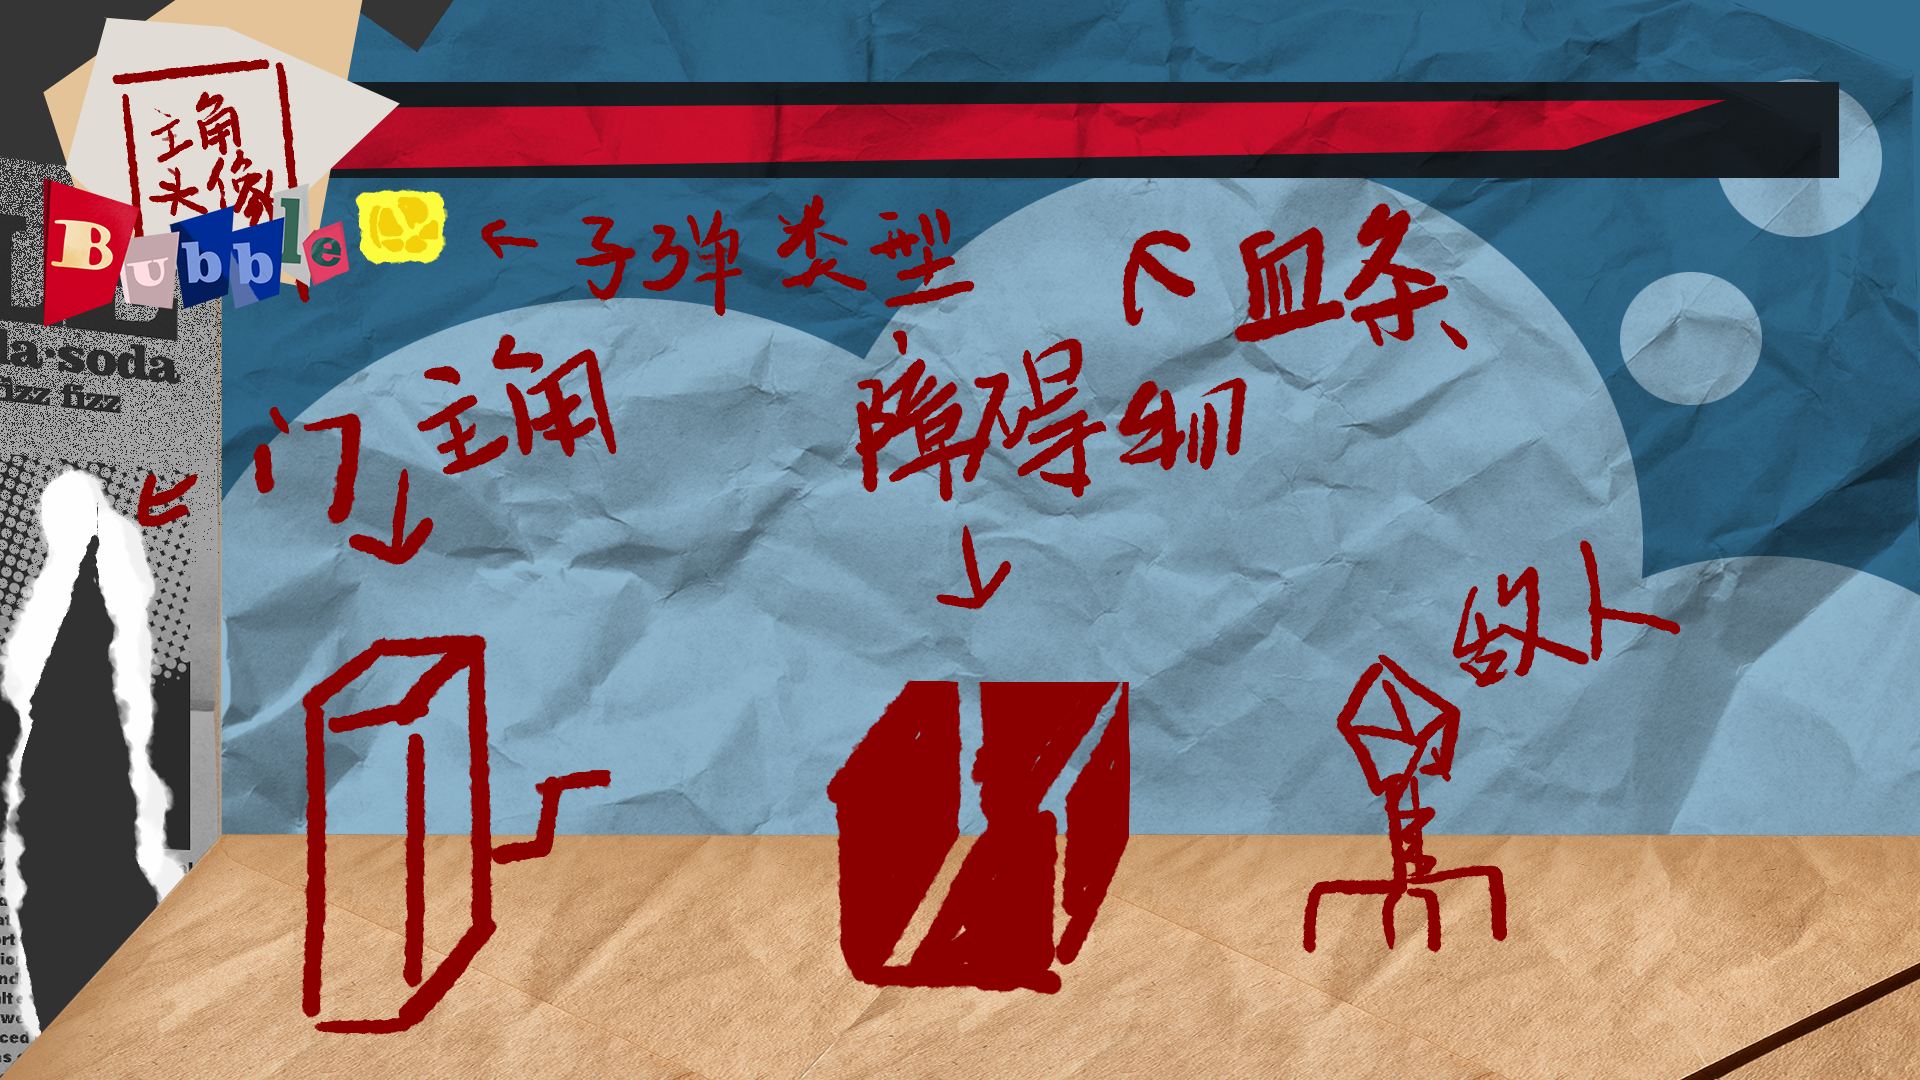 主角
头像
Bubble
子弹类型
血条
la·soda
fizz fizz
门
主角
障碍物
敌人